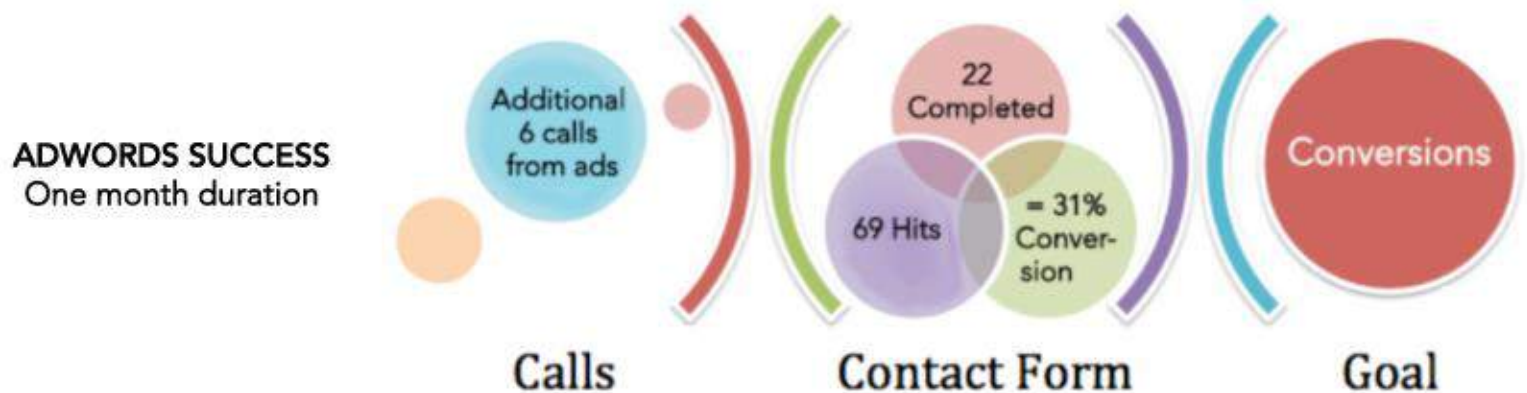 ADWORDS SUCCESS
One month duration
Additional
6 calls
from ads
22
Completed
69 Hits
= 31%
Conver-
sion
Conversions
Calls
Contact Form
Goal